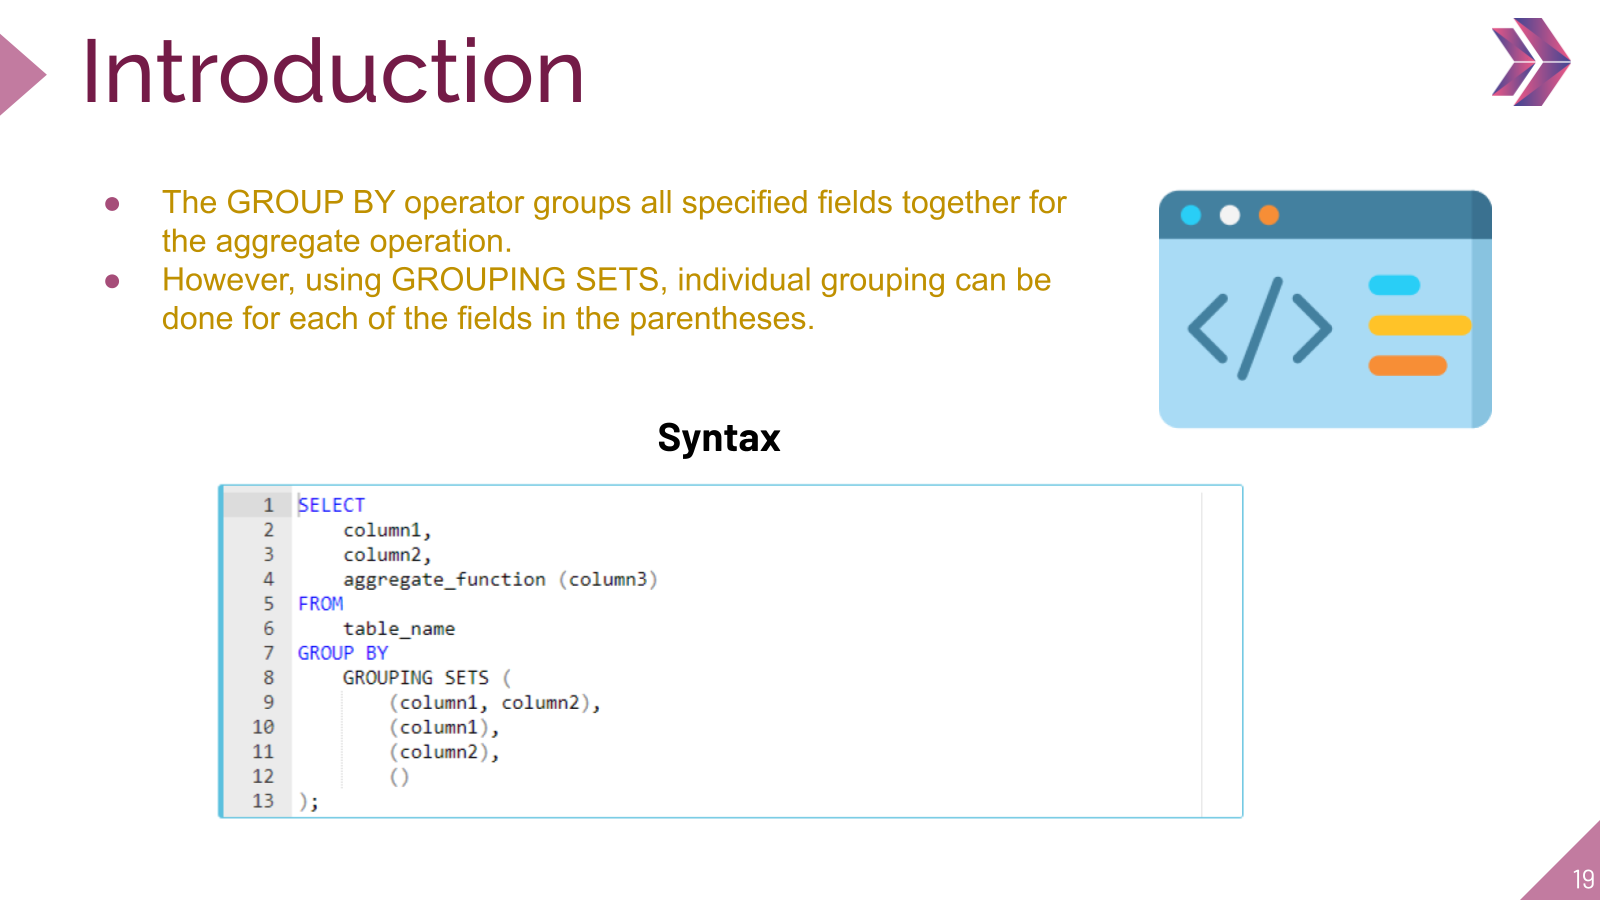 Introduction
● The GROUP BY operator groups all specified fields together for
the aggregate operation.
● However, using GROUPING SETS, individual grouping can be
done for each of the fields in the parentheses.
</>
Syntax
1 SELECT
2     column1,
3     column2,
4     aggregate_function (column3)
5 FROM
6     table_name
7 GROUP BY
8     GROUPING SETS (
9         (column1, column2),
10         (column1),
11         (column2),
12         ()
13 );
19